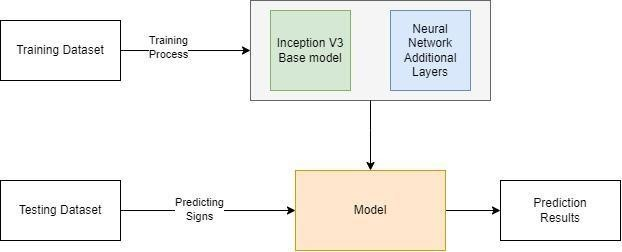 Training Dataset
Training
Process
Inception V3
Base model
Neural
Network
Additional
Layers
Testing Dataset
Predicting
Signs
Model
Prediction
Results